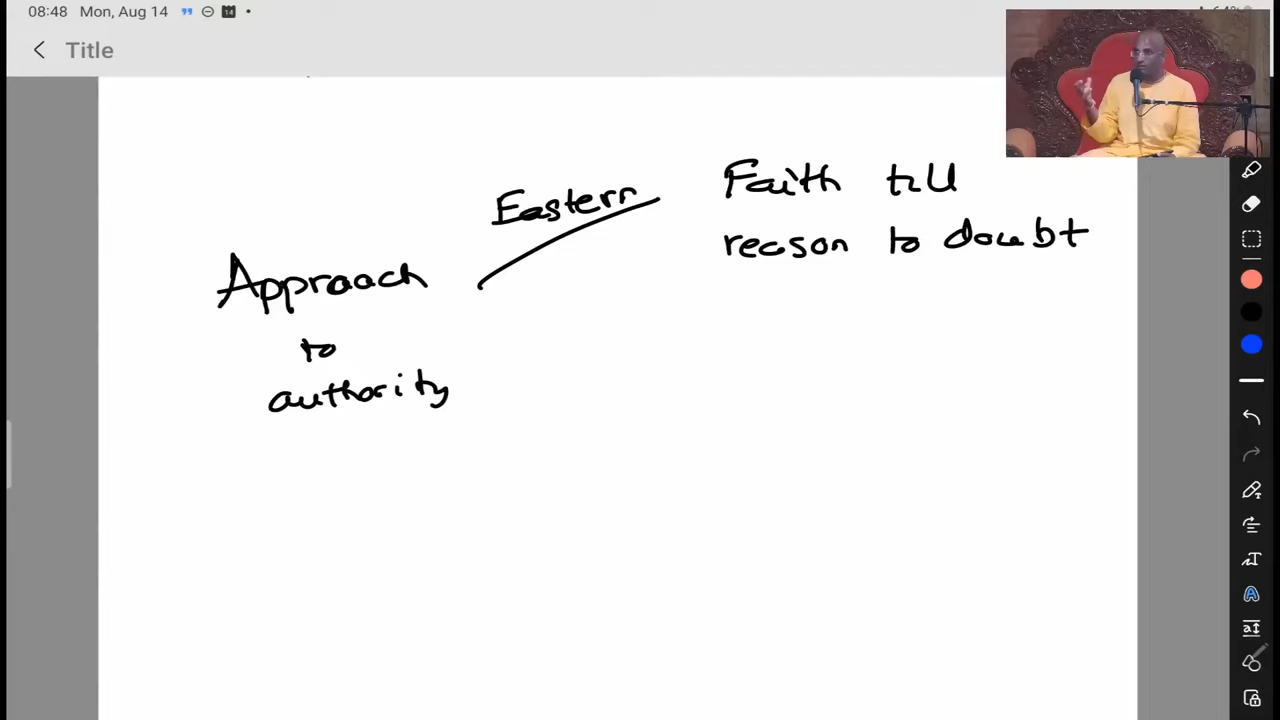 08:48 Mon, Aug 14
Title
Eastern
Faith till
reason to doubt
Approach
to
authority